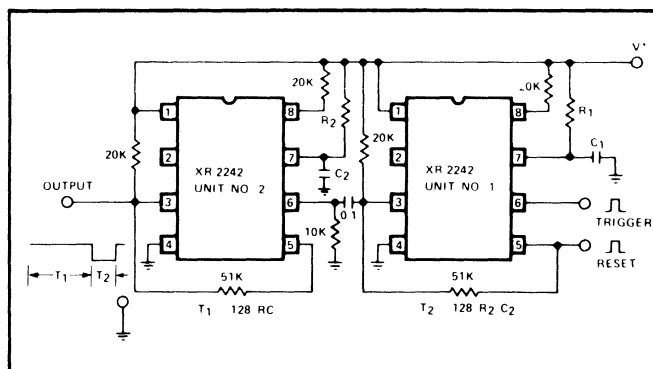 V+
20K
.0K
R2
R1
20K
20K
1
8
1
8
C1
2
7
2
7
XR 2242
UNIT NO 2
C2
XR 2242
UNIT NO 1
OUTPUT
3
6
0 1
3
6
TRIGGER
10K
4
5
4
5
RESET
T1
T2
51K
51K
T1 128 RC
T2 128 R2 C2